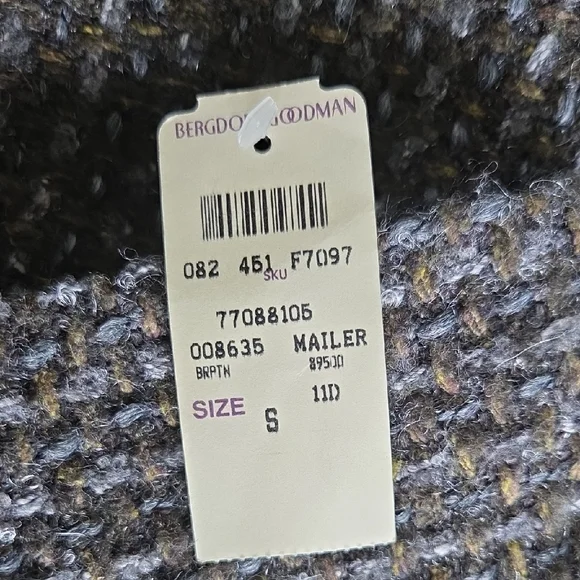 BERGDORF GOODMAN
082 451 F7097
SKU
77088105
008635 MAILER
BRPTN 89500
11D
SIZE S